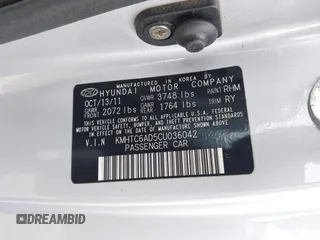 MANUFACTURED IN KOREA BY
HYUNDAI MOTOR COMPANY
OCT/13/11 GVWR 3748 lbs. PAINT RHM
GAWR FRONT 2072 lbs. GAWR REAR 1764 lbs. TRIM RY
THIS VEHICLE CONFORMS TO ALL APPLICABLE U.S.A. FEDERAL
MOTOR VEHICLE SAFETY, BUMPER, AND THEFT PREVENTION
STANDARDS IN EFFECT ON THE DATE OF MANUFACTURE SHOWN ABOVE.
V.I.N KMHTC6AD5CU036042
PASSENGER CAR
DREAMBID